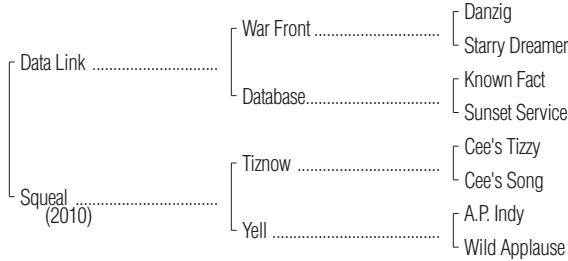 Danzig
War Front ..............................
Starry Dreamer
Data Link ..............................
Known Fact
Database................................
Sunset Service
Cee's Tizzy
Tiznow ..................................
Cee's Song
Squeal ..................................
(2010)
A.P. Indy
Yell ........................................
Wild Applause